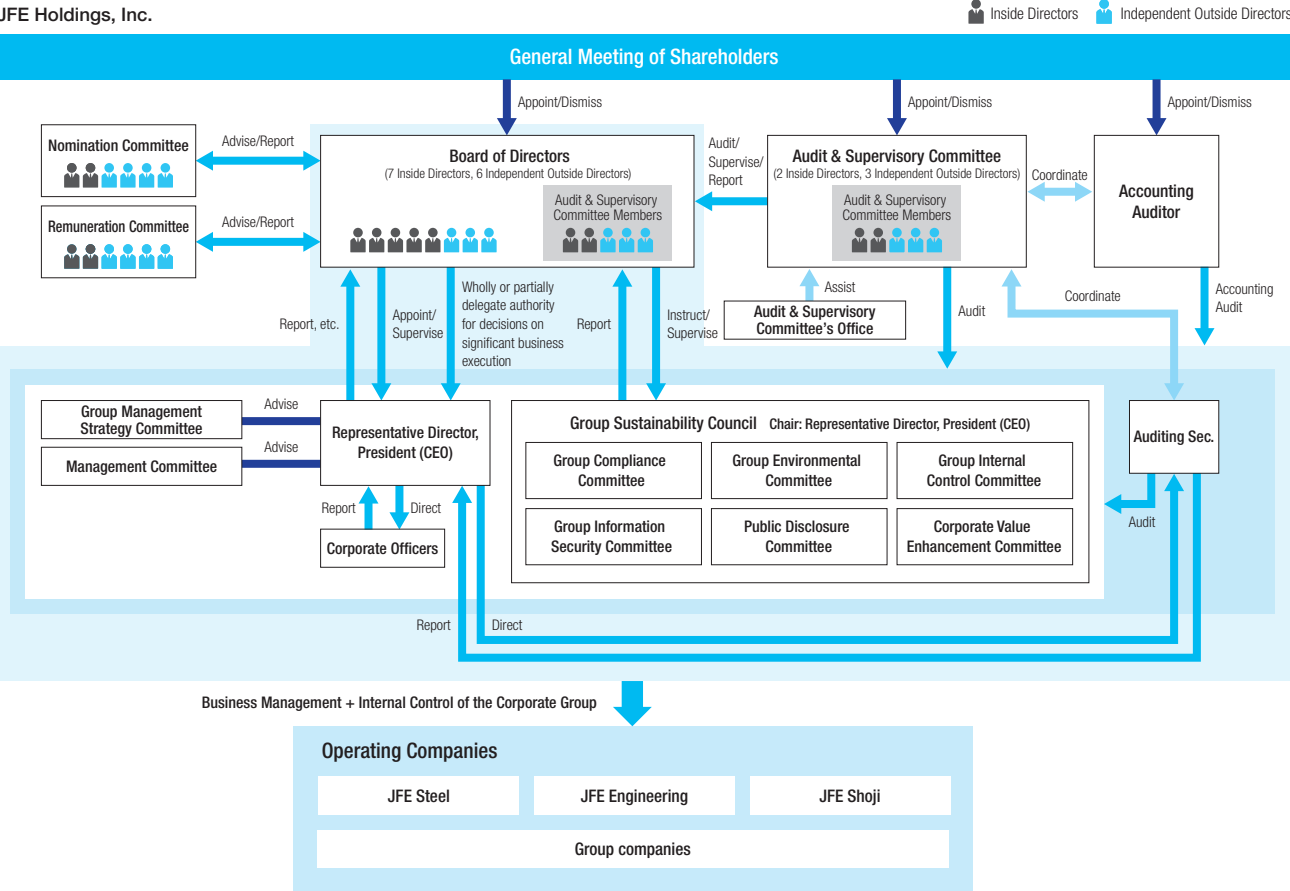 JFE Holdings, Inc.
Inside Directors
Independent Outside Directors
General Meeting of Shareholders
Appoint/Dismiss
Appoint/Dismiss
Appoint/Dismiss
Nomination Committee
Advise/Report
Remuneration Committee
Advise/Report
Board of Directors
(7 Inside Directors, 6 Independent Outside Directors)
Audit & Supervisory
Committee Members
Audit/
Supervise/
Report
Audit & Supervisory Committee
(2 Inside Directors, 3 Independent Outside Directors)
Audit & Supervisory
Committee Members
Coordinate
Accounting
Auditor
Report, etc.
Appoint/
Supervise
Wholly or partially
delegate authority
for decisions on
significant business
execution
Report
Instruct/
Supervise
Assist
Audit & Supervisory
Committee's Office
Audit
Coordinate
Accounting
Audit
Group Management
Strategy Committee
Advise
Management Committee
Advise
Representative Director,
President (CEO)
Report
Direct
Corporate Officers
Group Sustainability Council Chair: Representative Director, President (CEO)
Group Compliance
Committee
Group Environmental
Committee
Group Internal
Control Committee
Group Information
Security Committee
Public Disclosure
Committee
Corporate Value
Enhancement Committee
Auditing Sec.
Audit
Report
Direct
Business Management + Internal Control of the Corporate Group
Operating Companies
JFE Steel
JFE Engineering
JFE Shoji
Group companies